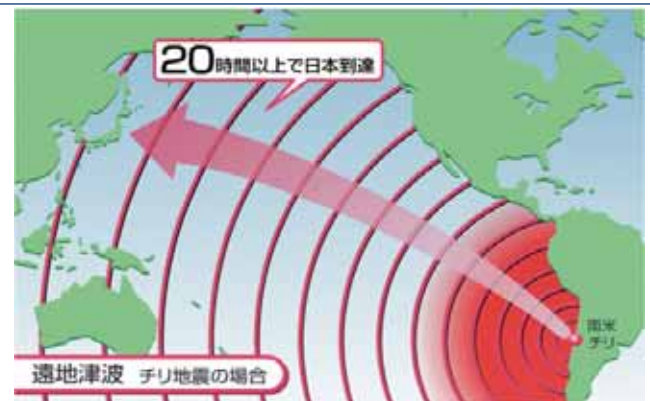 20時間以上で日本到達
南米
チリ
遠地津波 チリ地震の場合